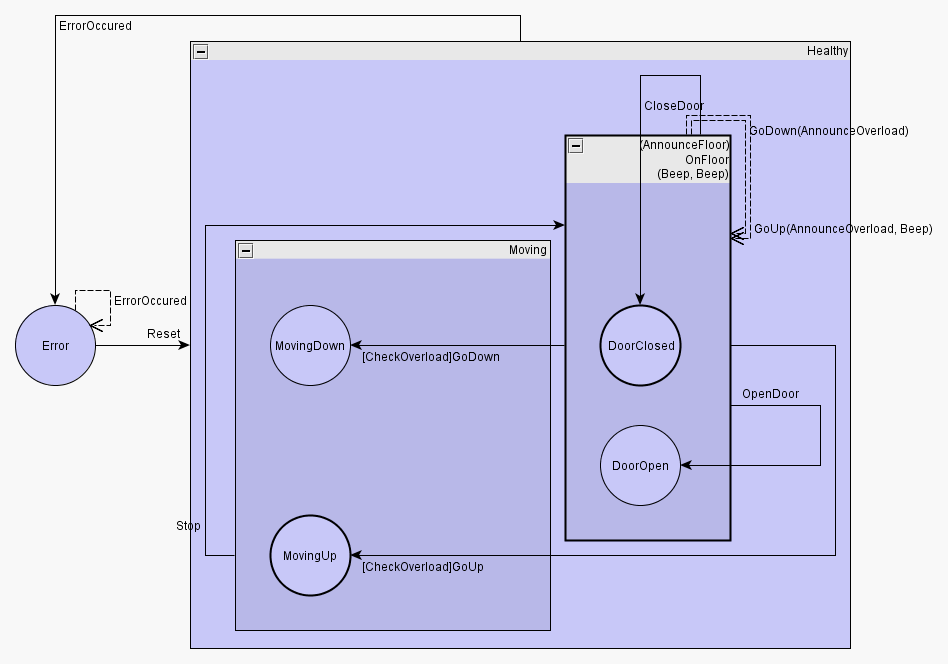 ErrorOccured
Healthy
CloseDoor
GoDown(AnnounceOverload)
(AnnounceFloor)
OnFloor
(Beep, Beep)
GoUp(AnnounceOverload, Beep)
Moving
ErrorOccured
Reset
Error
MovingDown
[CheckOverload]GoDown
DoorClosed
OpenDoor
DoorOpen
Stop
MovingUp
[CheckOverload]GoUp